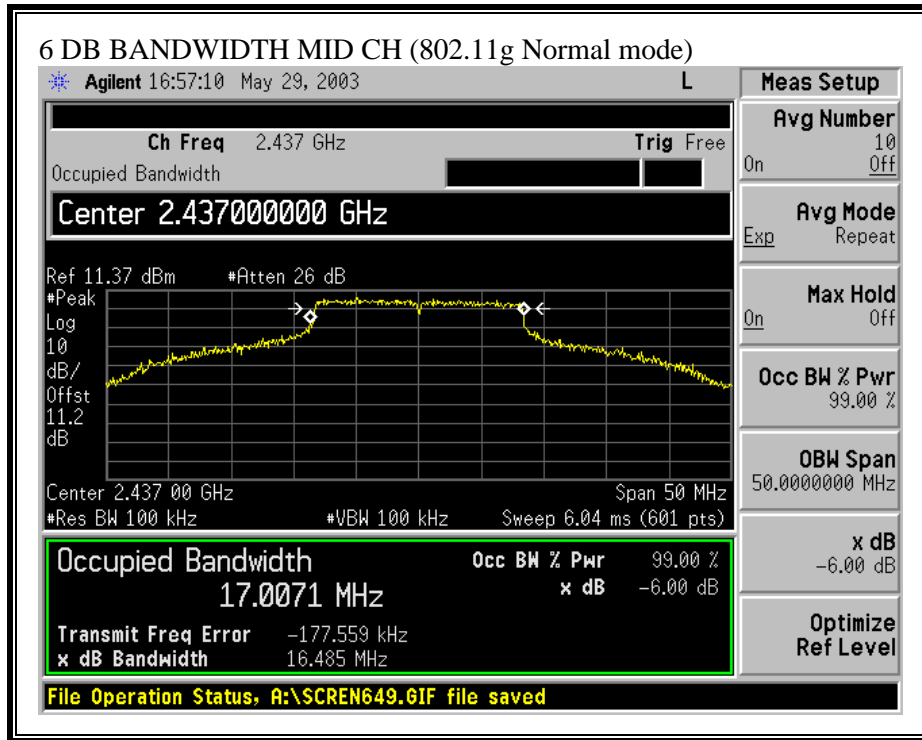 6 DB BANDWIDTH MID CH (802.11g Normal mode)
Agilent 16:57:10 May 29, 2003 L
Meas Setup
Ch Freq 2.437 GHz Trig Free
Occupied Bandwidth
Center 2.437000000 GHz
Ref 11.37 dBm #Atten 26 dB
#Peak
Log
10
dB/
Offst
11.2
dB
Center 2.437 00 GHz Span 50 MHz
#Res BW 100 kHz #VBW 100 kHz Sweep 6.04 ms (601 pts)
Occupied Bandwidth Occ BW % Pwr 99.00 %
17.0071 MHz x dB -6.00 dB
Transmit Freq Error -177.559 kHz
x dB Bandwidth 16.485 MHz
File Operation Status, A:\SCREN649.GIF file saved
Avg Number
10
On Off
Avg Mode
Exp Repeat
Max Hold
On Off
Occ BW % Pwr
99.00 %
OBW Span
50.0000000 MHz
x dB
-6.00 dB
Optimize
Ref Level